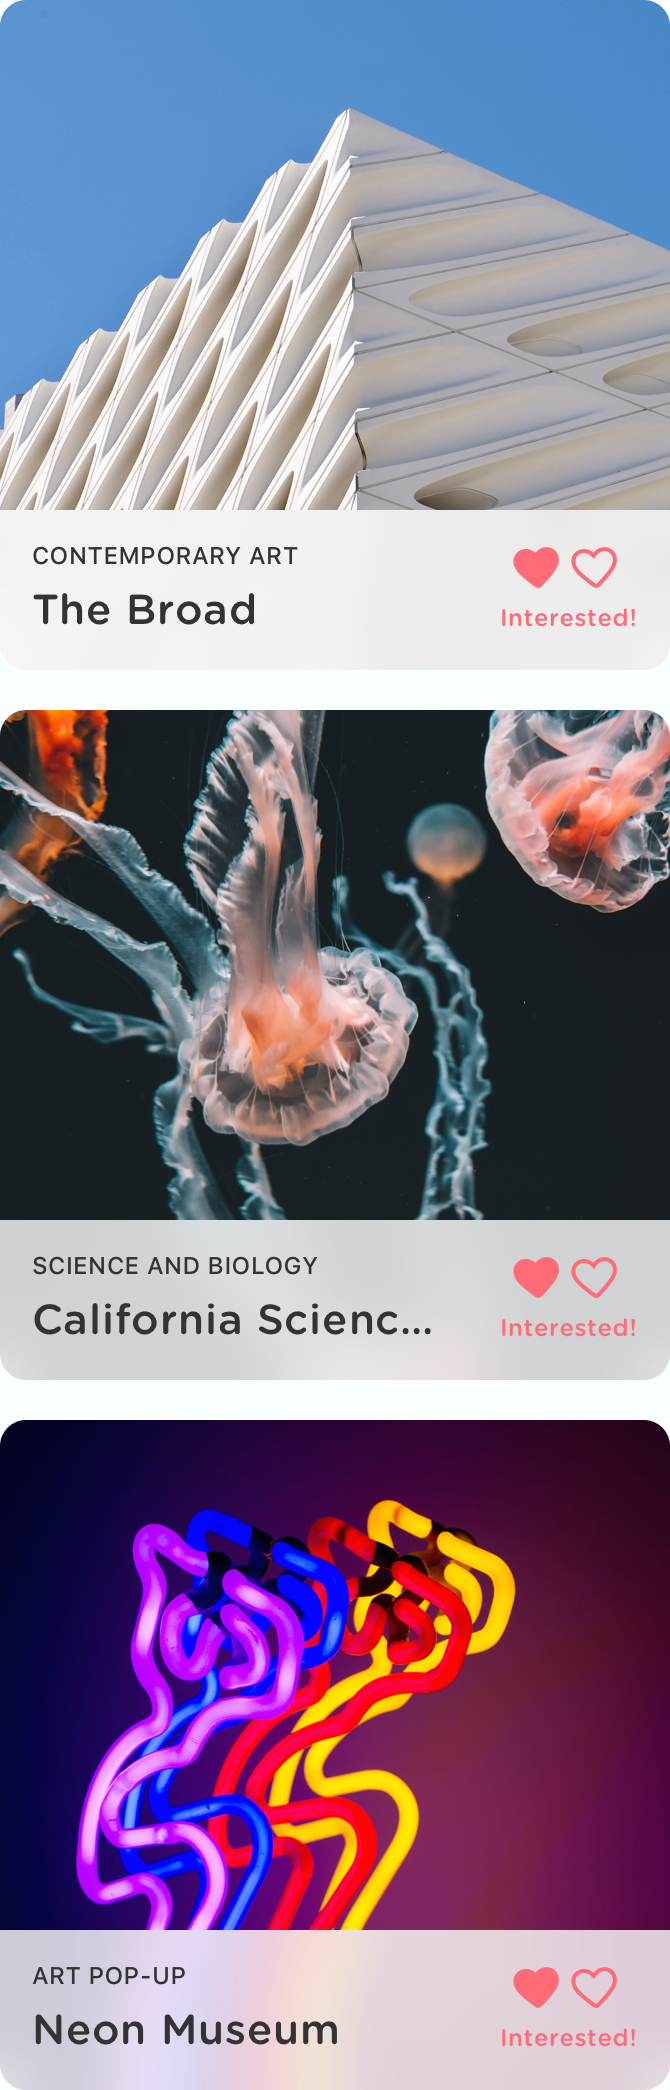 CONTEMPORARY ART
The Broad
Interested!
SCIENCE AND BIOLOGY
California Scienc...
Interested!
ART POP-UP
Neon Museum
Interested!